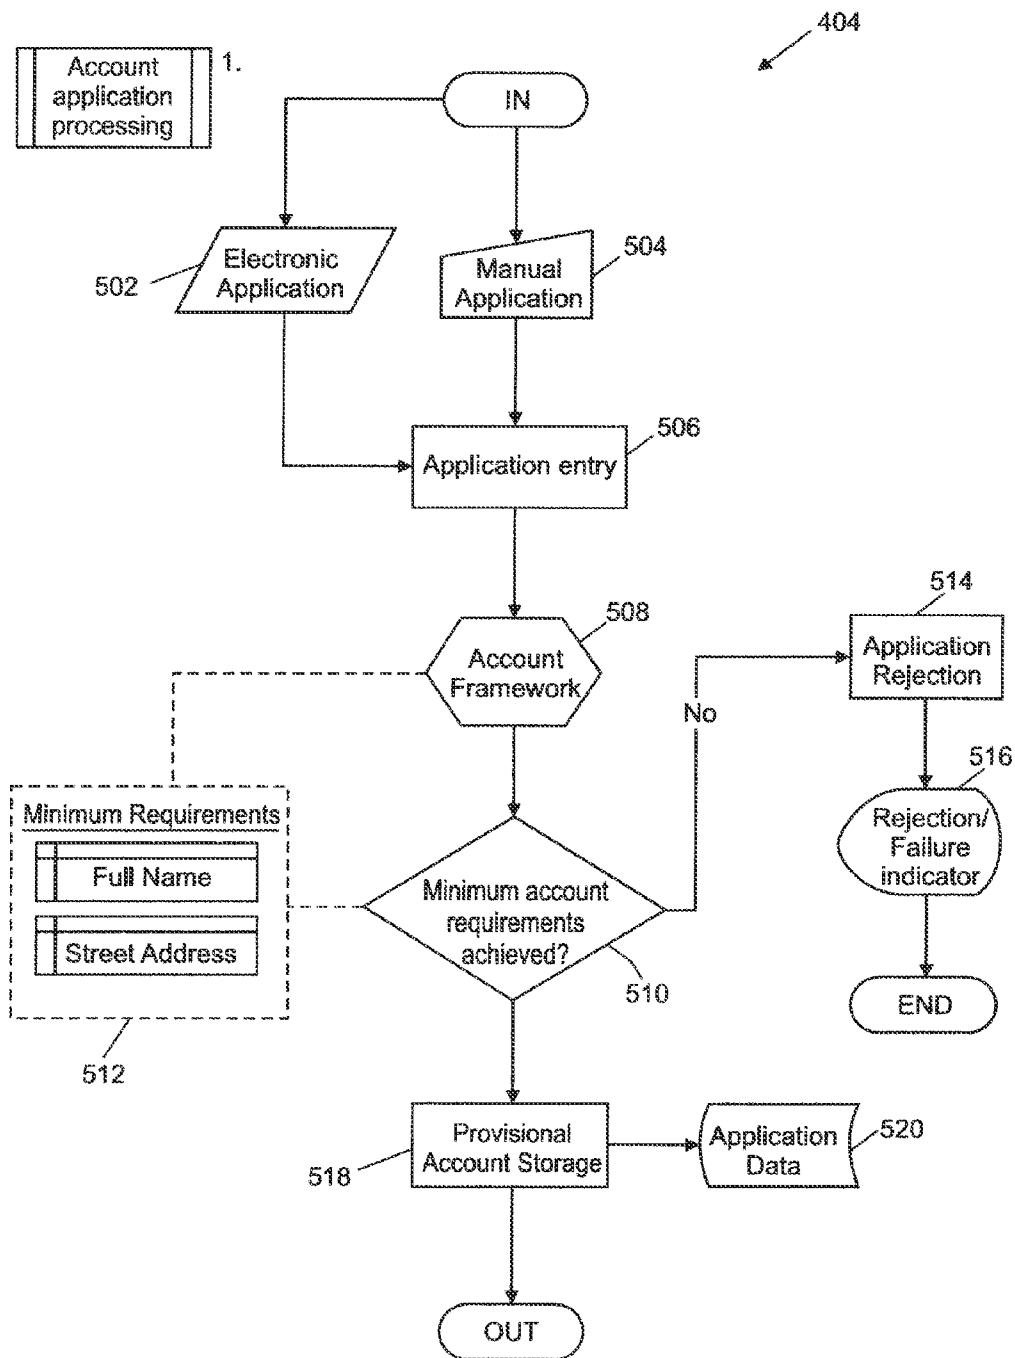 404
Account
application
processing
1.
IN
Electronic
Application
502
Manual
Application
504
Application entry
506
Account
Framework
508
No
Application
Rejection
514
Rejection/
Failure
indicator
516
END
Minimum Requirements
Full Name
Street Address
512
Minimum account
requirements
achieved?
510
Provisional
Account Storage
518
Application
Data
520
OUT